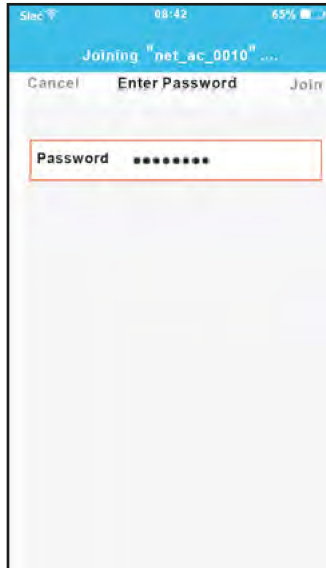 Siac 08:42 65%
Joining "net_ac_0010" ....
Cancel Enter Password Join
Password ••••••••